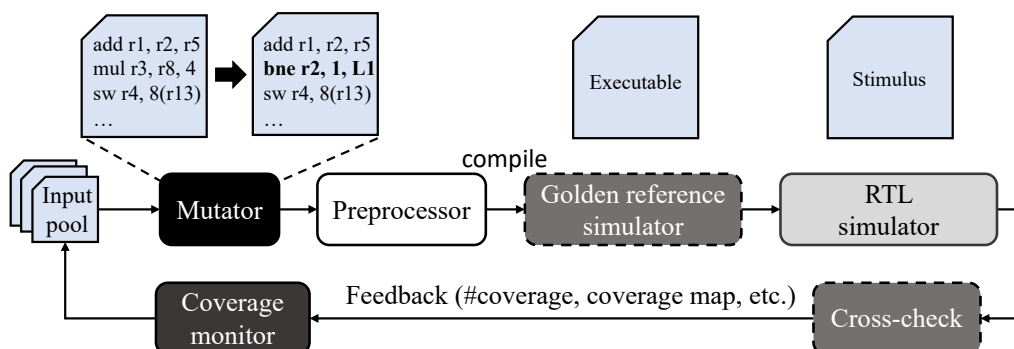 add r1, r2, r5
mul r3, r8, 4
sw r4, 8(r13)
…
add r1, r2, r5
bne r2, 1, L1
sw r4, 8(r13)
…
Executable
Stimulus
Input
pool
Mutator
Preprocessor
compile
Golden reference
simulator
RTL
simulator
Coverage
monitor
Feedback (#coverage, coverage map, etc.)
Cross-check